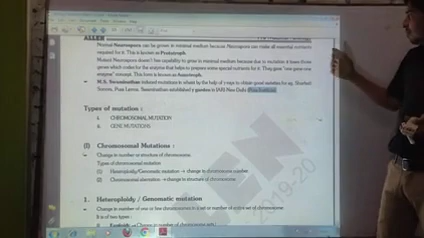 ALLEN
Normal Neurospora can be grown in minimal medium because Neurospora can make all essential nutrients
required for it. This is known as Prototroph.
Mutant Neurospora doesn't have capability to grow in minimal medium because due to mutation it loses those
genes which codes for the enzyme that helps to prepare some special nutrients for it. They gave "one gene-one
enzyme" concept. This form is known as Auxotroph.
M.S. Swaminathan induced mutations in wheat by the help of γ-rays to obtain good varieties for eg. Sharbati
Sonora, Pusa Lerma. Swaminathan established γ garden in IARI New Delhi
Types of mutation :
I. CHROMOSOMAL MUTATION
II. GENE MUTATIONS
(I) Chromosomal Mutations :
Change in number or structure of chromosome.
Types of chromosomal mutation
(1) Heteroploidy/Genomatic mutation → change in chromosome number
(2) Chromosomal aberration → change in structure of chromosome
1. Heteroploidy / Genomatic mutation
Change in number of one or few chromosomes in a set or number of entire set of chromosome.
It is of two types :
2019-20